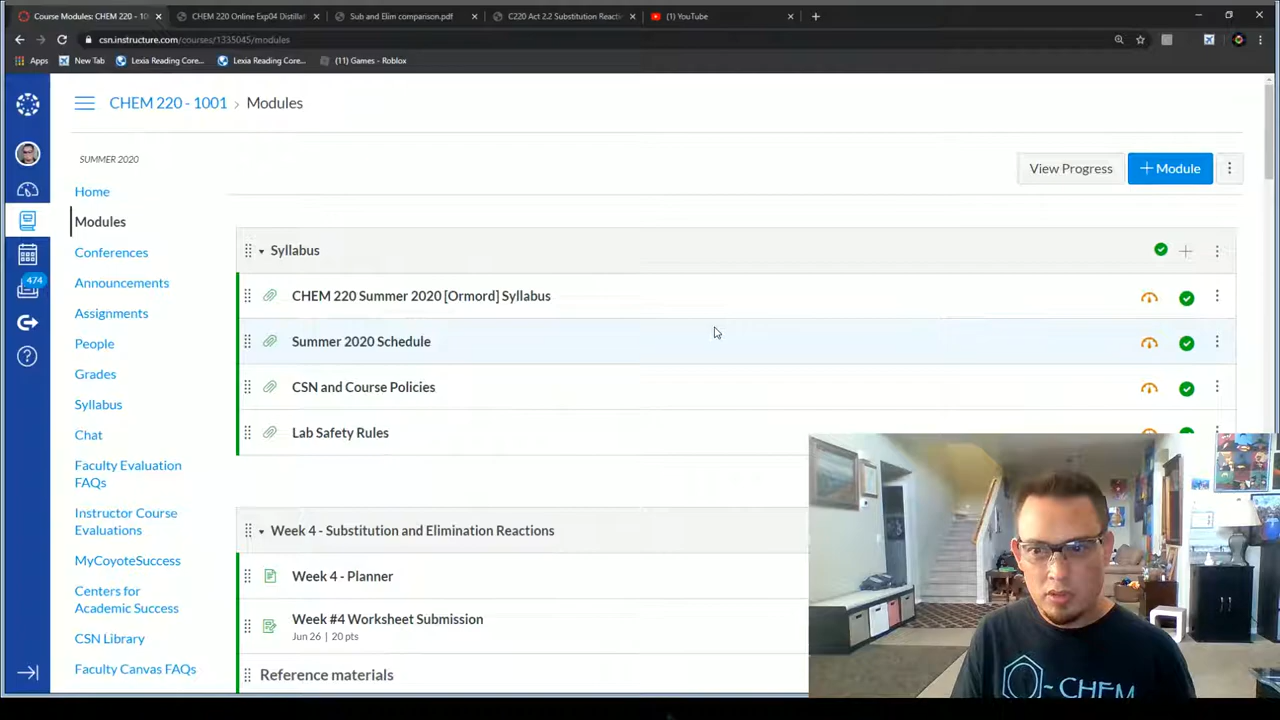 Course Modules: CHEM 220 - 10
CHEM 220 Online Exp04 Distillat
Sub and Elim comparison.pdf
C220 Act 2.2 Substitution Reacti
(1) YouTube
csn.instructure.com/courses/1335045/modules
Apps
New Tab
Lexia Reading Core...
Lexia Reading Core...
(11) Games - Roblox
CHEM 220 - 1001 › Modules
SUMMER 2020
View Progress
+ Module
Home
Modules
Conferences
Announcements
Assignments
People
Grades
Syllabus
Chat
Faculty Evaluation
FAQs
Instructor Course
Evaluations
MyCoyoteSuccess
Centers for
Academic Success
CSN Library
Faculty Canvas FAQs
474
Syllabus
CHEM 220 Summer 2020 [Ormord] Syllabus
Summer 2020 Schedule
CSN and Course Policies
Lab Safety Rules
Week 4 - Substitution and Elimination Reactions
Week 4 - Planner
Week #4 Worksheet Submission
Jun 26 | 20 pts
Reference materials
O - CHEM